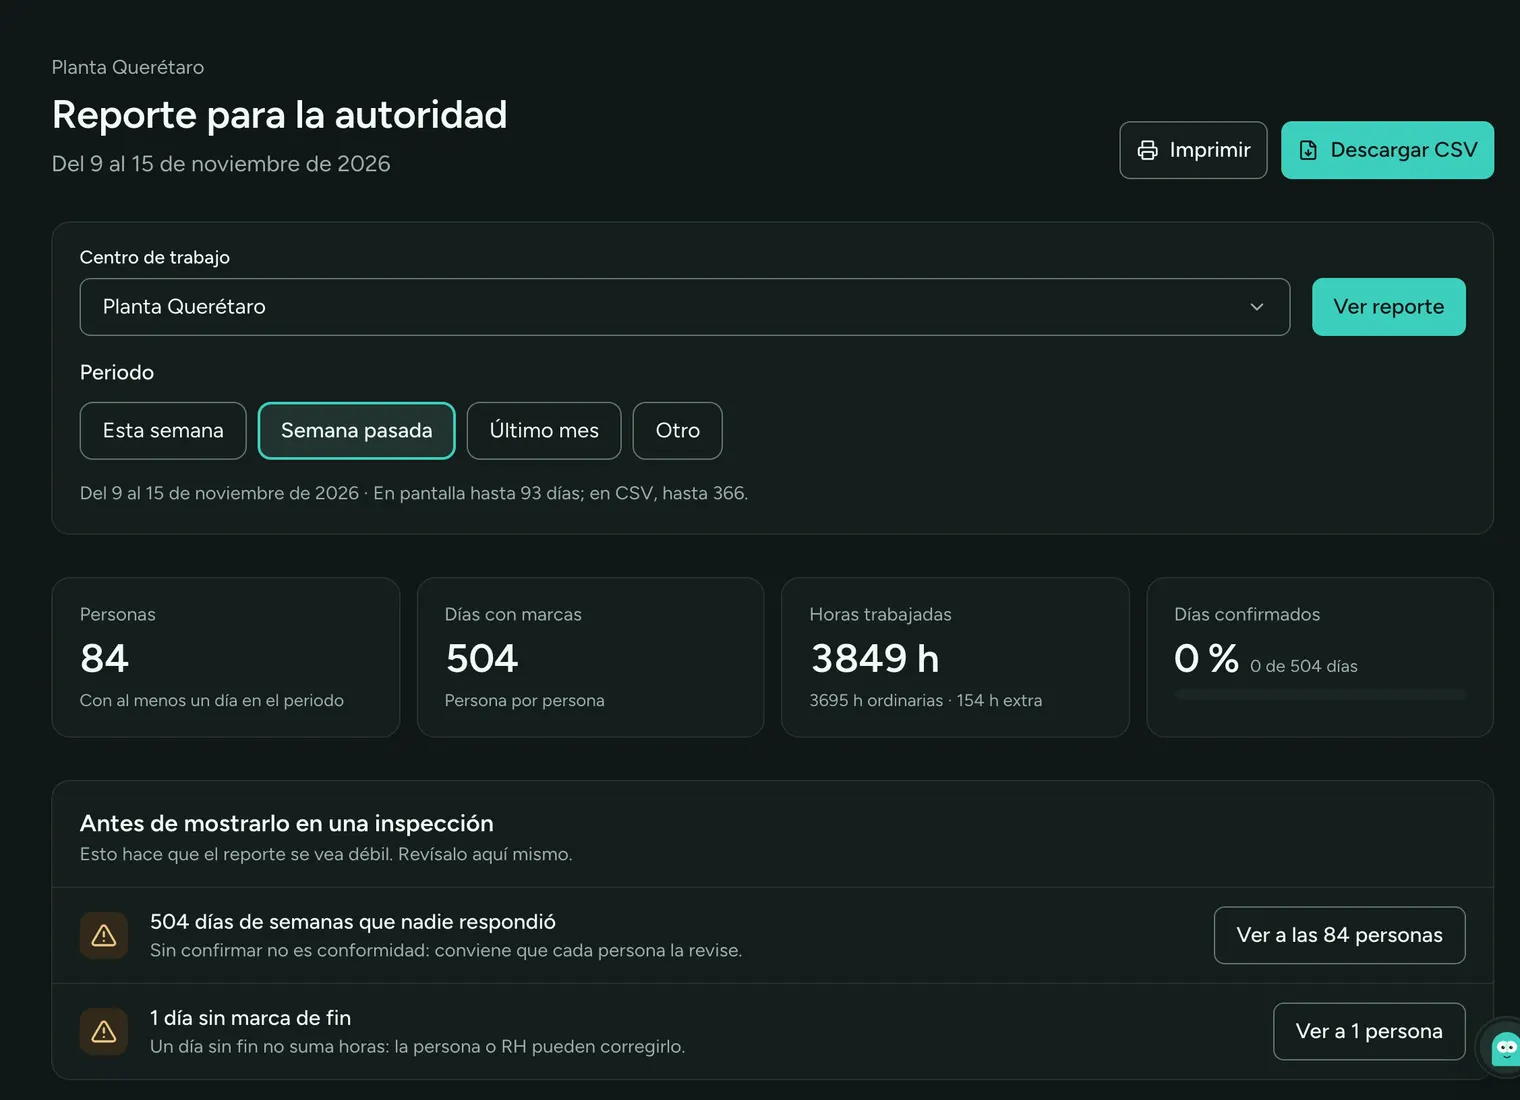 Planta Querétaro
Reporte para la autoridad
Del 9 al 15 de noviembre de 2026
Imprimir
Descargar CSV
Centro de trabajo
Planta Querétaro
Ver reporte
Periodo
Esta semana
Semana pasada
Último mes
Otro
Del 9 al 15 de noviembre de 2026 · En pantalla hasta 93 días; en CSV, hasta 366.
Personas
84
Con al menos un día en el periodo
Días con marcas
504
Persona por persona
Horas trabajadas
3849 h
3695 h ordinarias · 154 h extra
Días confirmados
0 % 0 de 504 días
Antes de mostrarlo en una inspección
Esto hace que el reporte se vea débil. Revísalo aquí mismo.
504 días de semanas que nadie respondió
Sin confirmar no es conformidad: conviene que cada persona la revise.
Ver a las 84 personas
1 día sin marca de fin
Un día sin fin no suma horas: la persona o RH pueden corregirlo.
Ver a 1 persona